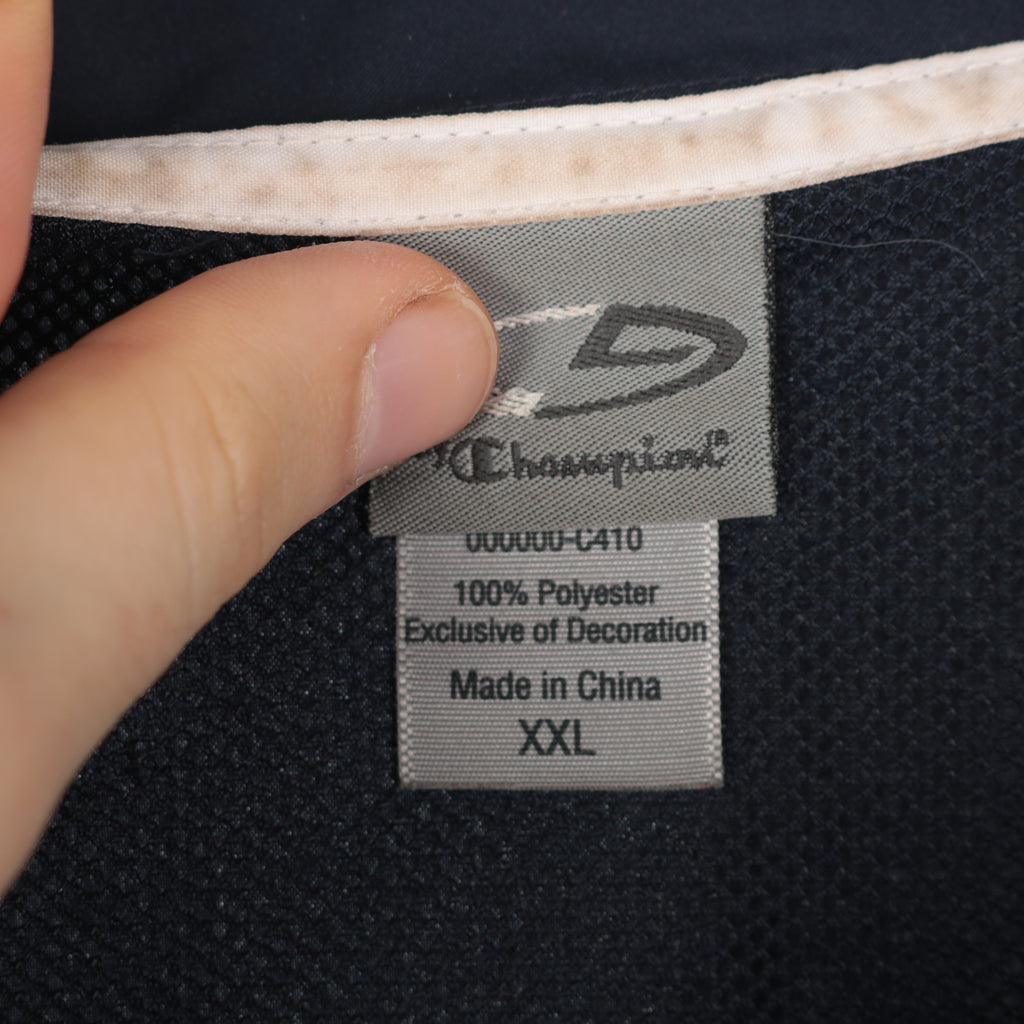 Champion®
000000-C410
100% Polyester
Exclusive of Decoration
Made in China
XXL